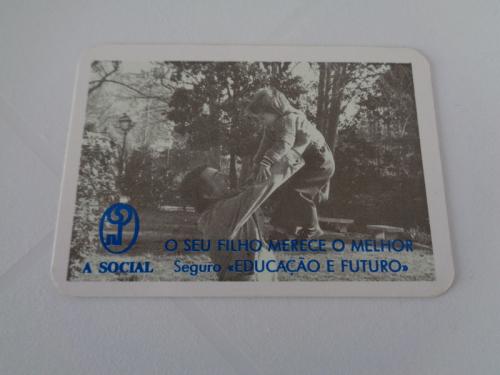 O SEU FILHO MERECE O MELHOR
A SOCIAL Seguro «EDUCAÇÃO E FUTURO»